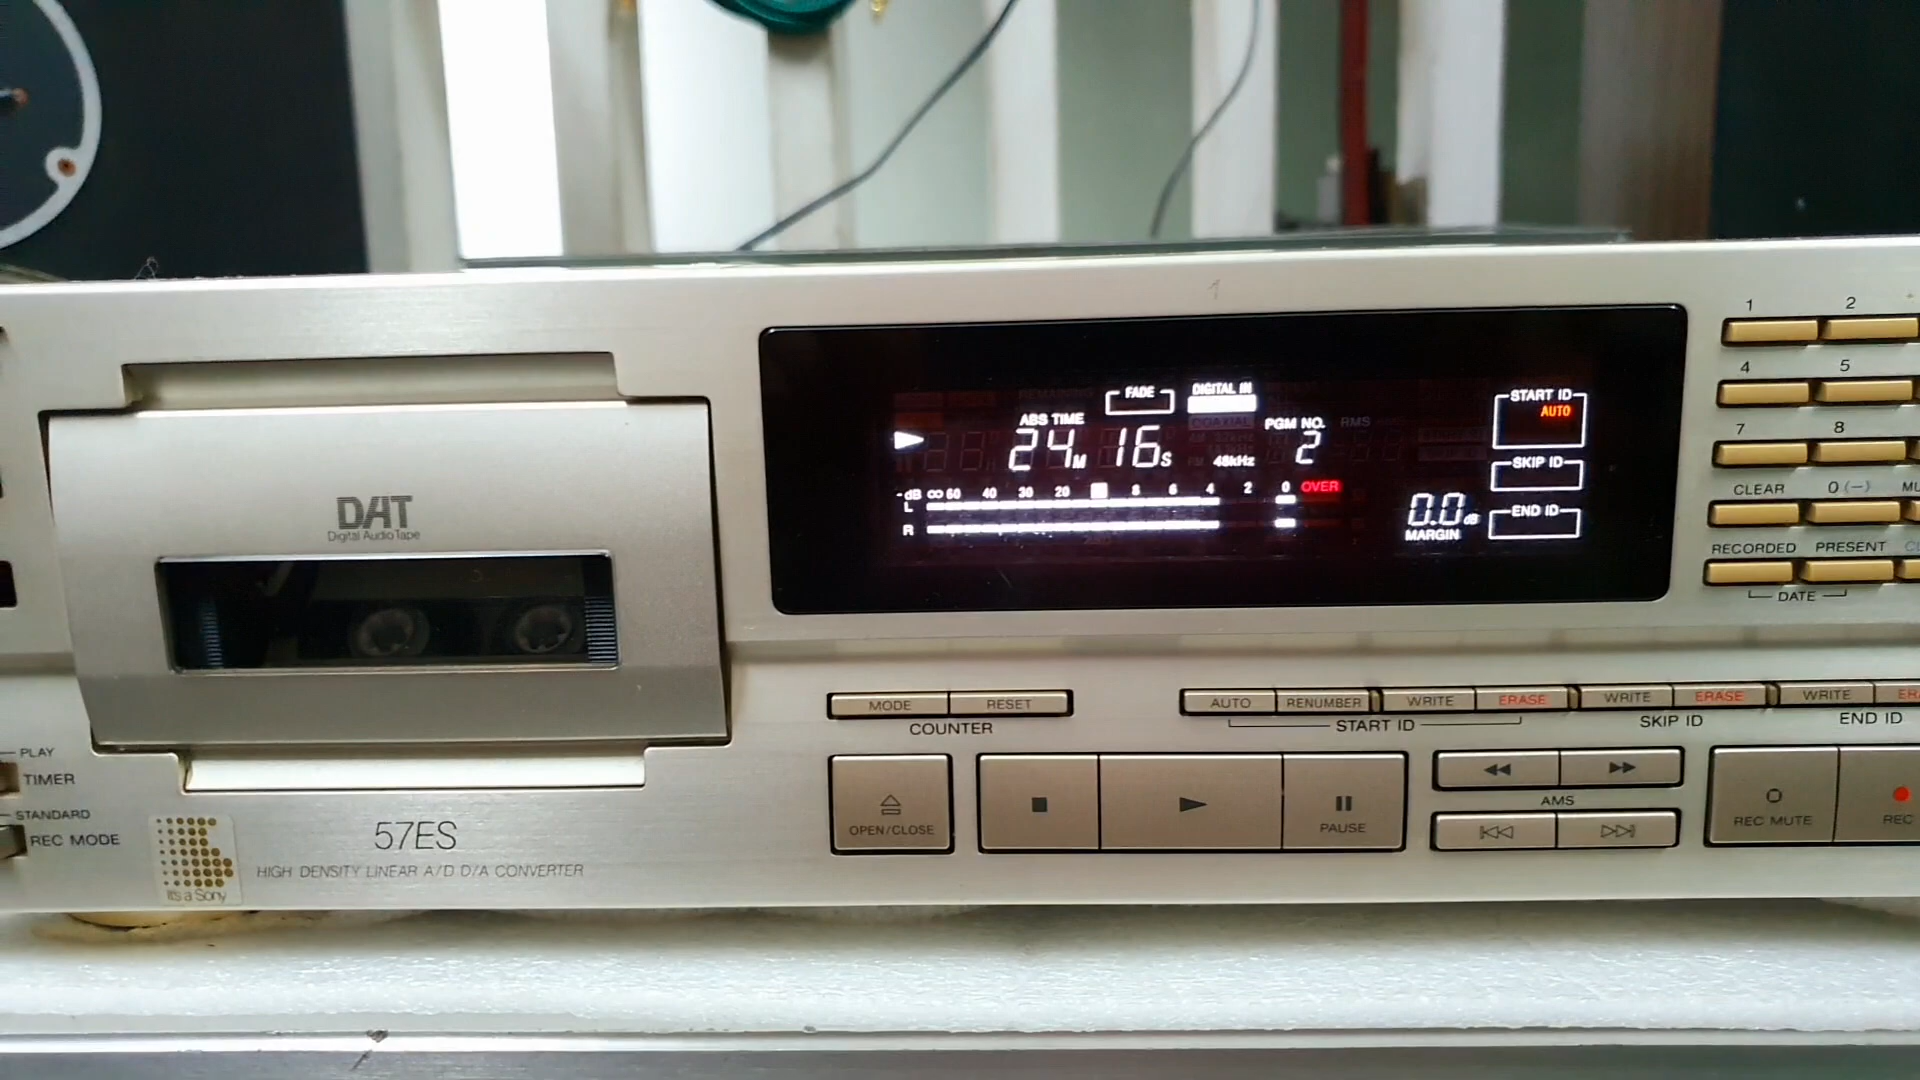 DAT
Digital Audio Tape
FADE
DIGITAL IN
ABS TIME
24M 16S
48kHz
PGM NO.
2
RMS
-dB ∞ 60 40 30 20 8 6 4 2 0 OVER
L
R
0.0 dB
MARGIN
START ID
AUTO
SKIP ID
END ID
1 2
4 5
7 8
CLEAR 0 (—)
RECORDED PRESENT
DATE
MODE RESET
COUNTER
AUTO RENUMBER WRITE ERASE
START ID
WRITE ERASE
SKIP ID
WRITE
END ID
PLAY
TIMER
STANDARD
REC MODE
It's a Sony
57ES
HIGH DENSITY LINEAR A/D D/A CONVERTER
OPEN/CLOSE
PAUSE
AMS
REC MUTE
REC